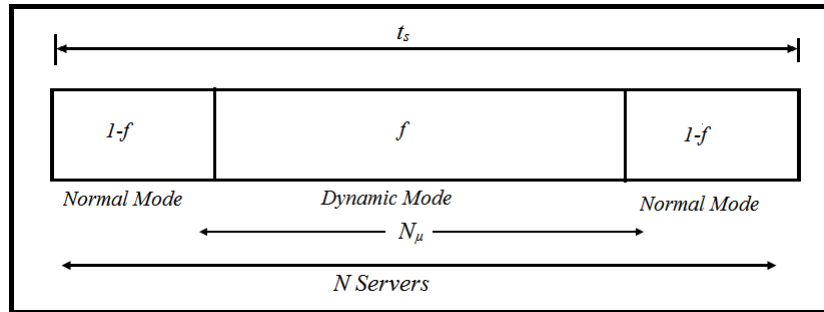 t_s
1-f f 1-f
Normal Mode Dynamic Mode Normal Mode
N_μ
N Servers